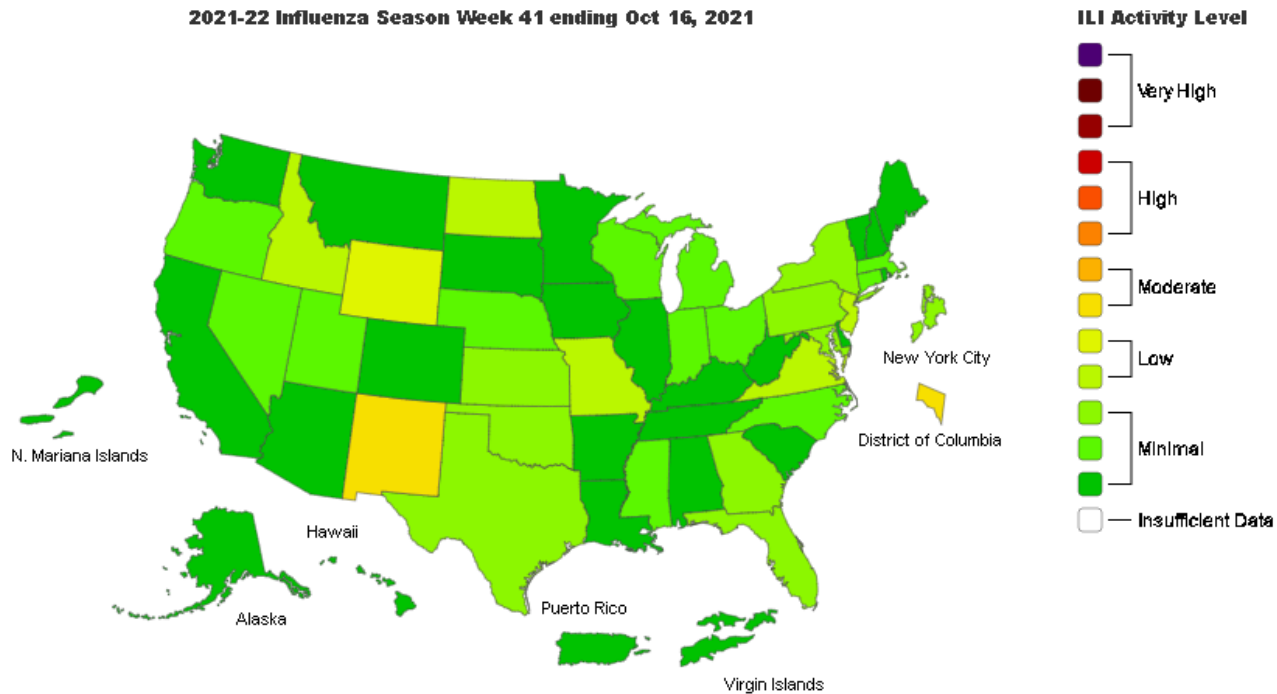 2021-22 Influenza Season Week 41 ending Oct 16, 2021
ILI Activity Level
Very High
High
Moderate
Low
Minimal
Insufficient Data
New York City
District of Columbia
N. Mariana Islands
Hawaii
Alaska
Puerto Rico
Virgin Islands